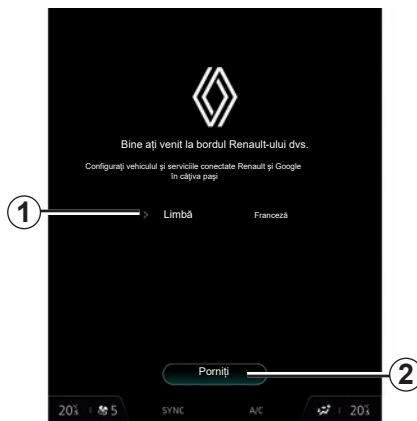 Bine ați venit la bordul Renault-ului dvs.
Configurați vehiculul și serviciile conectate Renault și Google
în câțiva pași
1
> Limbă Franceză
Porniți
2
20 5 SYNC A/C 20